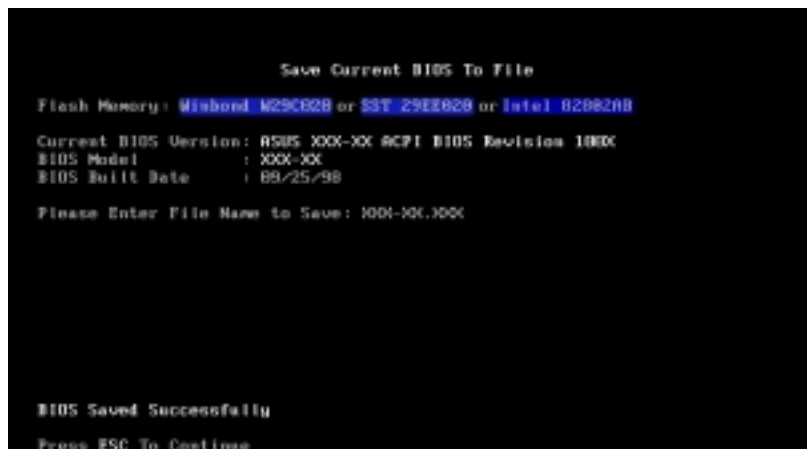 Save Current BIOS To File
Flash Memory: Winbond W29C020 or SST 29EE020 or Intel 82802AB
Current BIOS Version: ASUS XXX-XX ACPI BIOS Revision 100X
BIOS Model : XXX-XX
BIOS Built Date : 09/25/98
Please Enter File Name to Save: XXX-XX.XXX
BIOS Saved Successfully
Press ESC To Continue